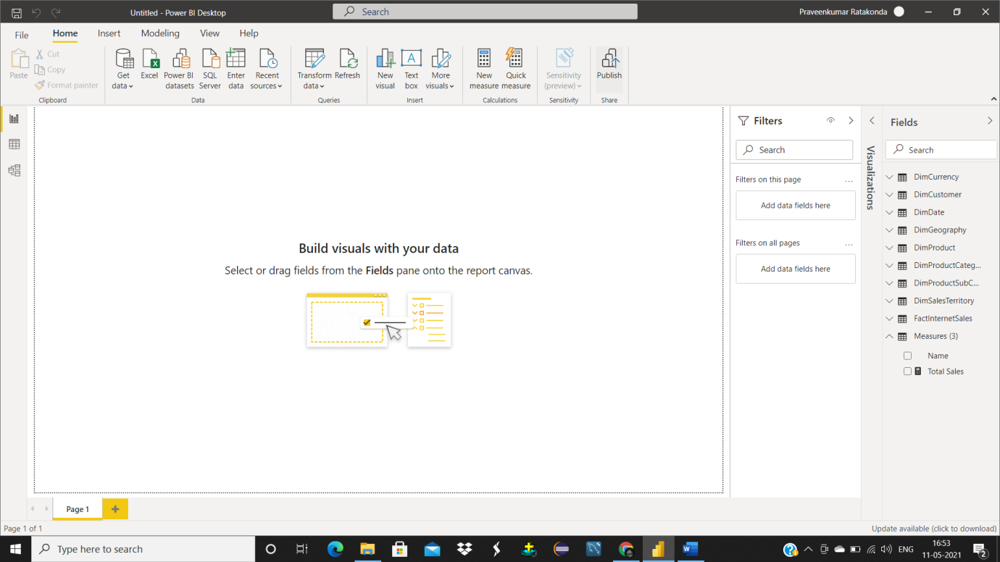 Untitled - Power BI Desktop
Search
Praveenkumar Ratakonda
File Home Insert Modeling View Help
Paste
Cut
Copy
Format painter
Clipboard
Get data
Excel
Power BI datasets
SQL Server
Enter data
Recent sources
Data
Transform data
Refresh
Queries
New visual
Text box
More visuals
Insert
New measure
Quick measure
Calculations
Sensitivity (preview)
Sensitivity
Publish
Share
Build visuals with your data
Select or drag fields from the Fields pane onto the report canvas.
Filters
Search
Filters on this page ...
Add data fields here
Filters on all pages ...
Add data fields here
Visualizations
Fields
Search
DimCurrency
DimCustomer
DimDate
DimGeography
DimProduct
DimProductCateg...
DimProductSubC...
DimSalesTerritory
FactInternetSales
Measures (3)
Name
Total Sales
Page 1
Page 1 of 1
Update available (click to download)
Type here to search
ENG
16:53
11-05-2021
2